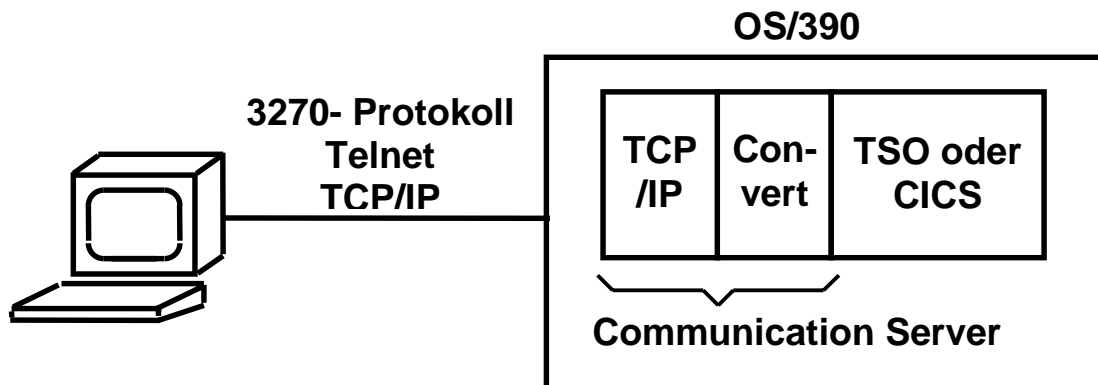 OS/390
3270- Protokoll
Telnet
TCP/IP
TCP
/IP
Con-
vert
TSO oder
CICS
Communication Server